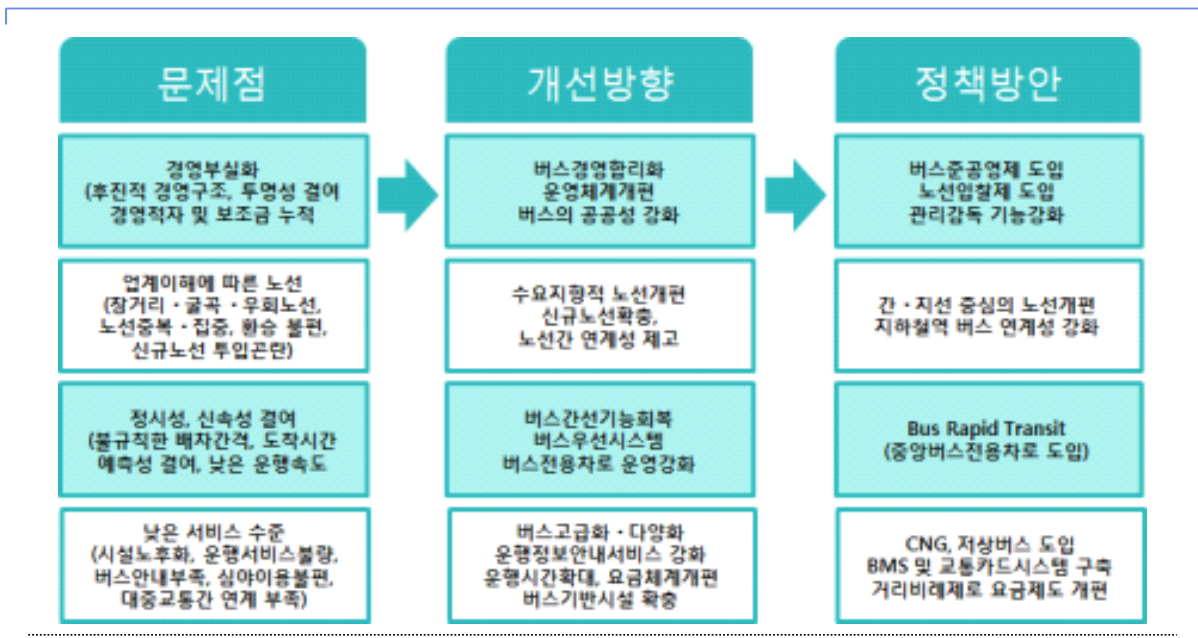 문제점
개선방향
정책방안
경영부실화
(후진적 경영구조, 투명성 결여
경영적자 및 보조금 누적
버스경영합리화
운영체계개편
버스의 공공성 강화
버스준공영제 도입
노선입찰제 도입
관리감독 기능강화
업계이해에 따른 노선
(장거리・굴곡・우회노선,
노선중복・집중, 환승 불편,
신규노선 투입곤란)
수요지향적 노선개편
신규노선확충,
노선간 연계성 제고
간・지선 중심의 노선개편
지하철역 버스 연계성 강화
정시성, 신속성 결여
(불규칙한 배차간격, 도착시간
예측성 결여, 낮은 운행속도
버스간선기능회복
버스우선시스템
버스전용차로 운영강화
Bus Rapid Transit
(중앙버스전용차로 도입)
낮은 서비스 수준
(시설노후화, 운행서비스불량,
버스안내부족, 심야이용불편,
대중교통간 연계 부족)
버스고급화・다양화
운행정보안내서비스 강화
운행시간확대, 요금체계개편
버스기반시설 확충
CNG, 저상버스 도입
BMS 및 교통카드시스템 구축
거리비례제로 요금제도 개편